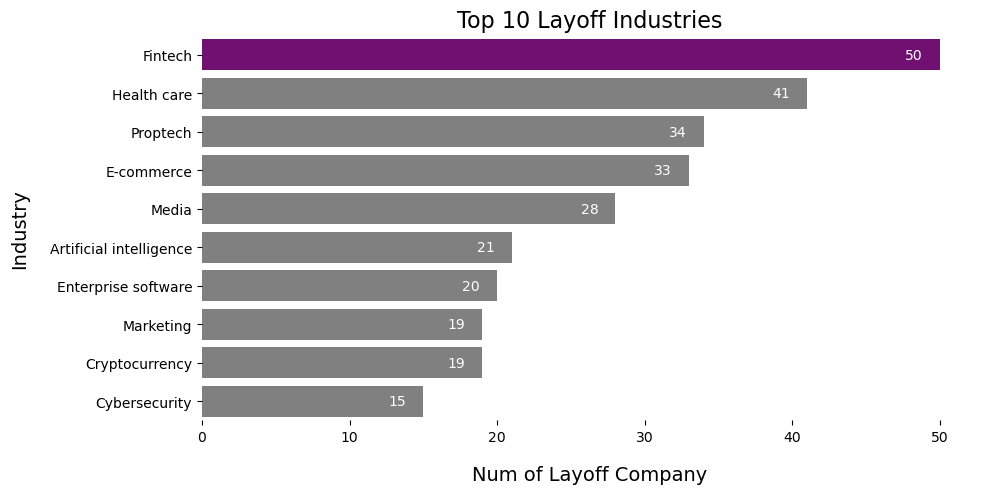 Top 10 Layoff Industries
Fintech 50
Health care 41
Proptech 34
E-commerce 33
Media 28
Artificial intelligence 21
Enterprise software 20
Marketing 19
Cryptocurrency 19
Cybersecurity 15
Industry
0 10 20 30 40 50
Num of Layoff Company